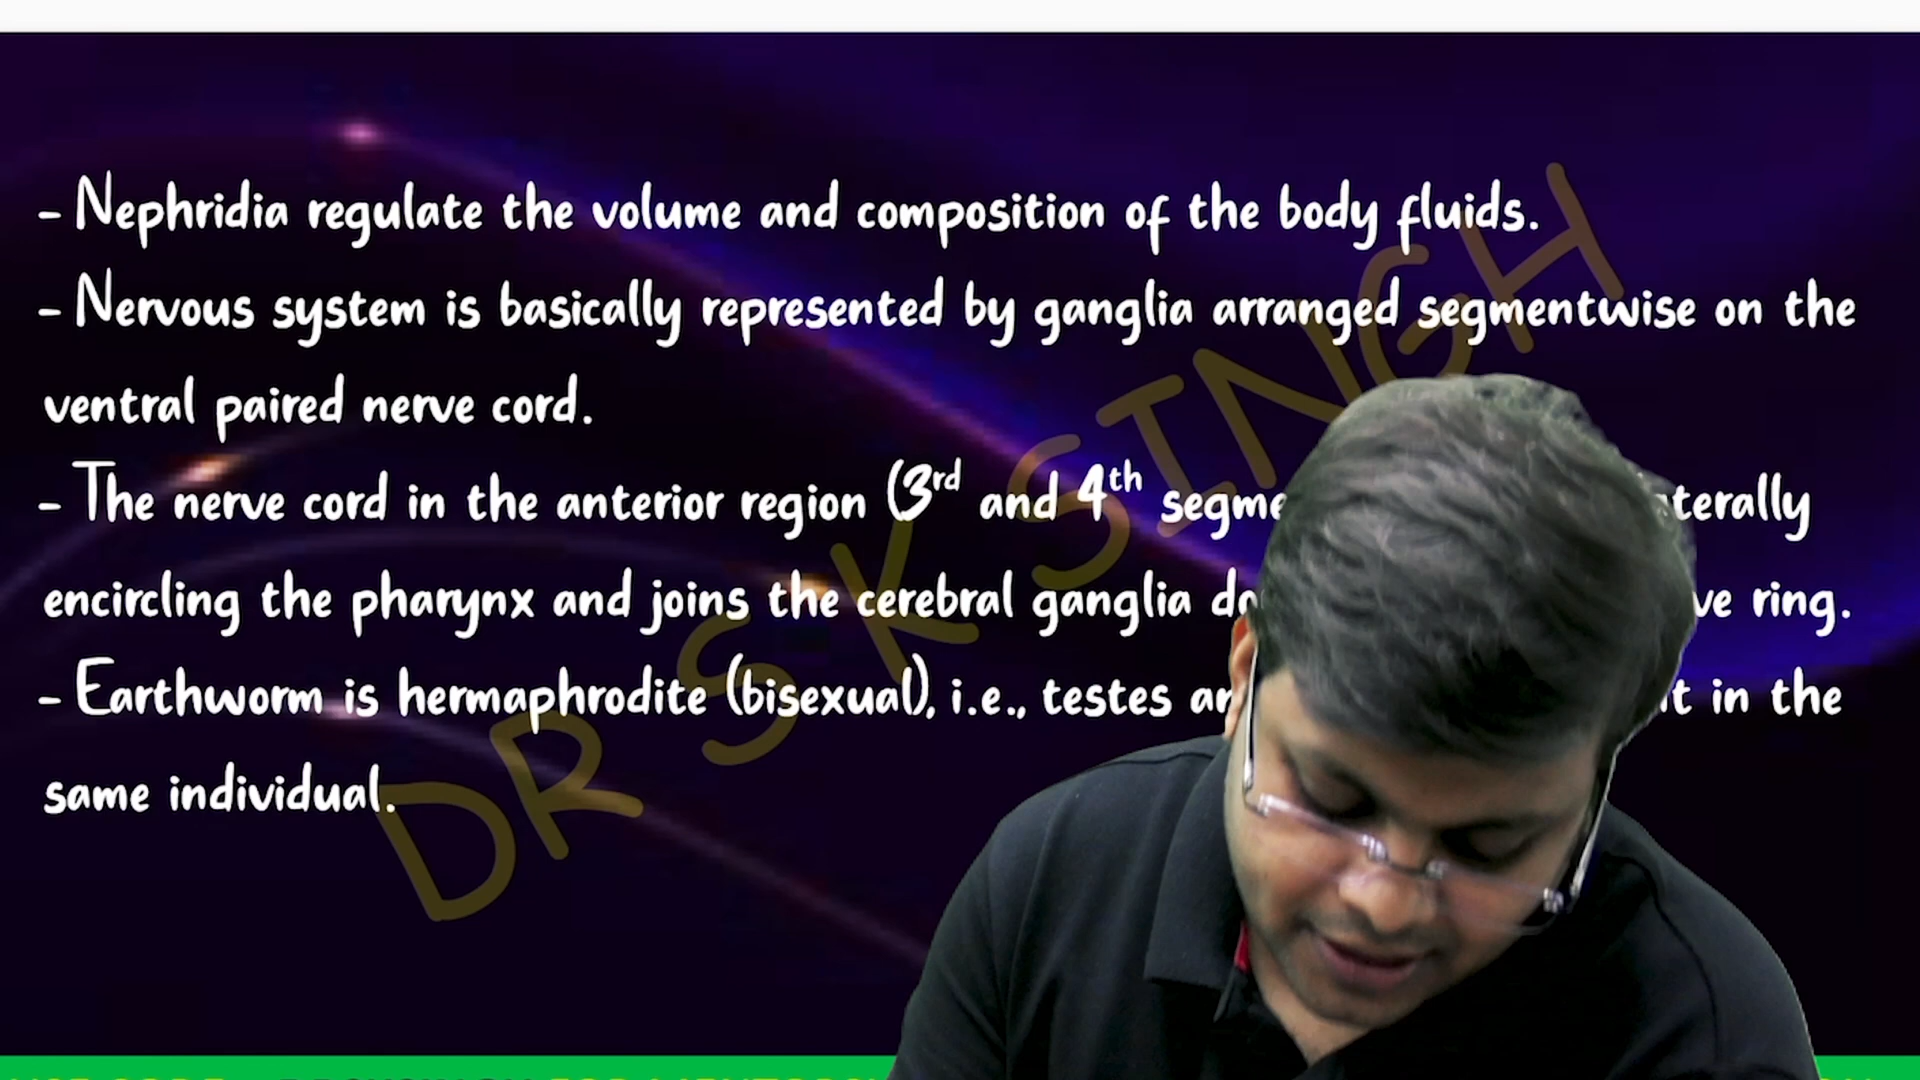 - Nephridia regulate the volume and composition of the body fluids.
- Nervous system is basically represented by ganglia arranged segmentwise on the
ventral paired nerve cord.
- The nerve cord in the anterior region (3rd and 4th
encircling the pharynx and joins the cerebral ganglia ring.
- Earthworm is hermaphrodite (bisexual), i.e., testes in the
same individual.
DR S K SINGH